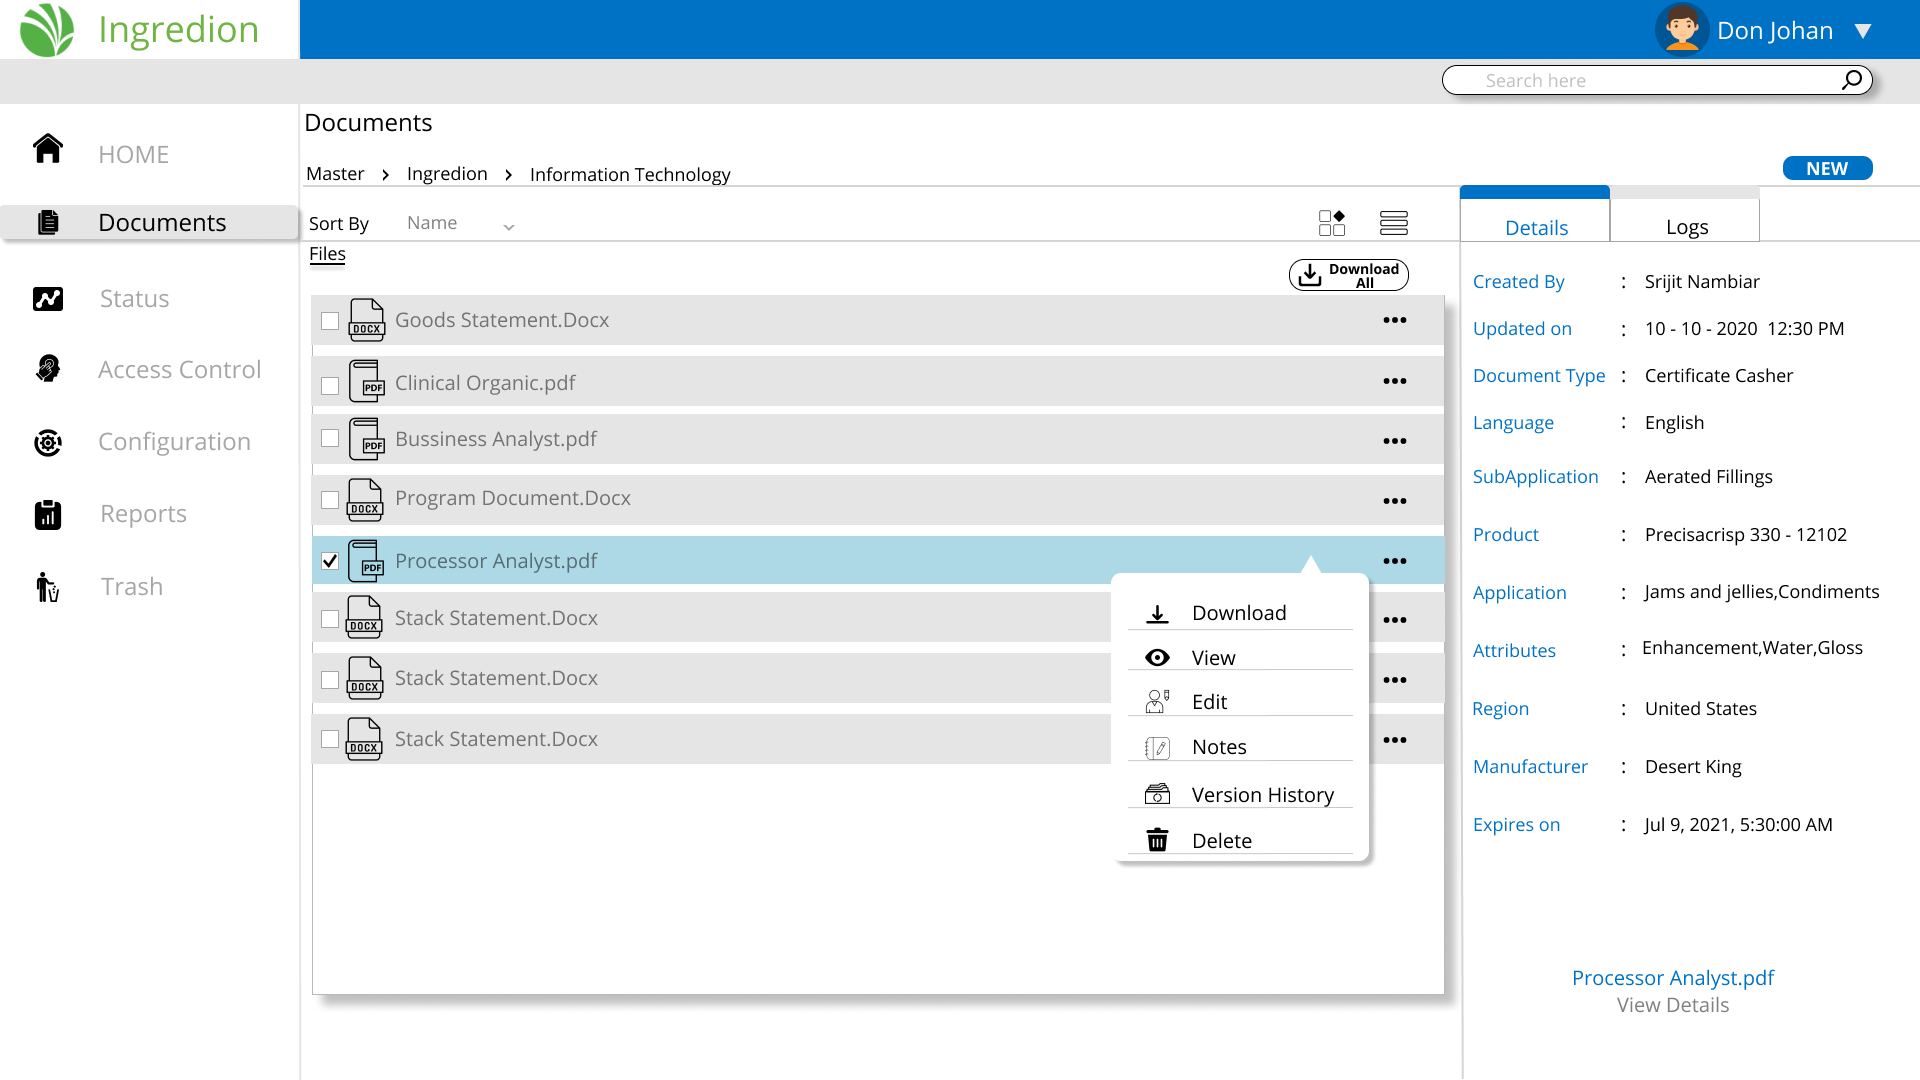 Ingredion
Don Johan
Search here
HOME
Documents
Status
Access Control
Configuration
Reports
Trash
Documents
Master > Ingredion > Information Technology
NEW
Sort By Name
Files
Download All
DOCX Goods Statement.Docx
PDF Clinical Organic.pdf
PDF Bussiness Analyst.pdf
DOCX Program Document.Docx
PDF Processor Analyst.pdf
DOCX Stack Statement.Docx
DOCX Stack Statement.Docx
DOCX Stack Statement.Docx
Download
View
Edit
Notes
Version History
Delete
Details
Logs
Created By : Srijit Nambiar
Updated on : 10 - 10 - 2020 12:30 PM
Document Type : Certificate Casher
Language : English
SubApplication : Aerated Fillings
Product : Precisacrisp 330 - 12102
Application : Jams and jellies,Condiments
Attributes : Enhancement,Water,Gloss
Region : United States
Manufacturer : Desert King
Expires on : Jul 9, 2021, 5:30:00 AM
Processor Analyst.pdf
View Details